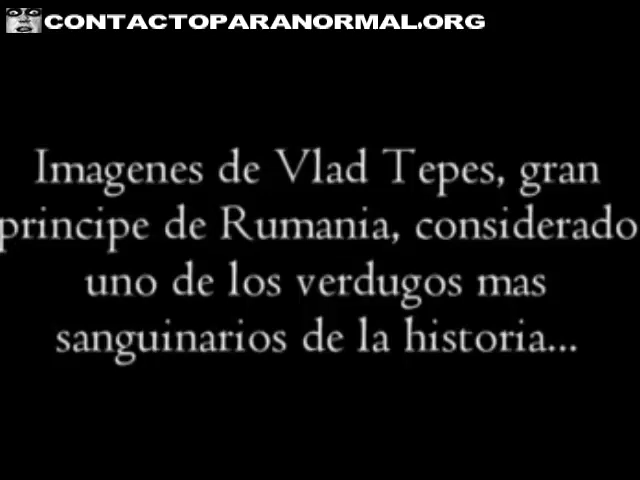 CONTACTOPARANORMAL.ORG
Imagenes de Vlad Tepes, gran
principe de Rumania, considerado
uno de los verdugos mas
sanguinarios de la historia...